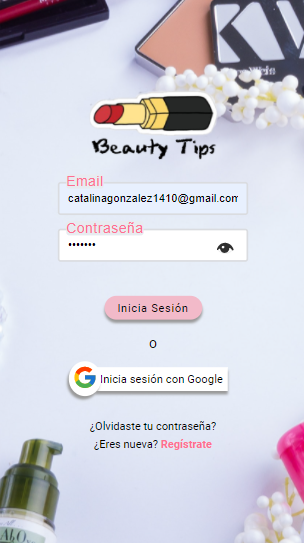 Beauty Tips
Email
catalinagonzalez1410@gmail.com
Contraseña
•••••••
Inicia Sesión
O
Inicia sesión con Google
¿Olvidaste tu contraseña?
¿Eres nueva? Regístrate